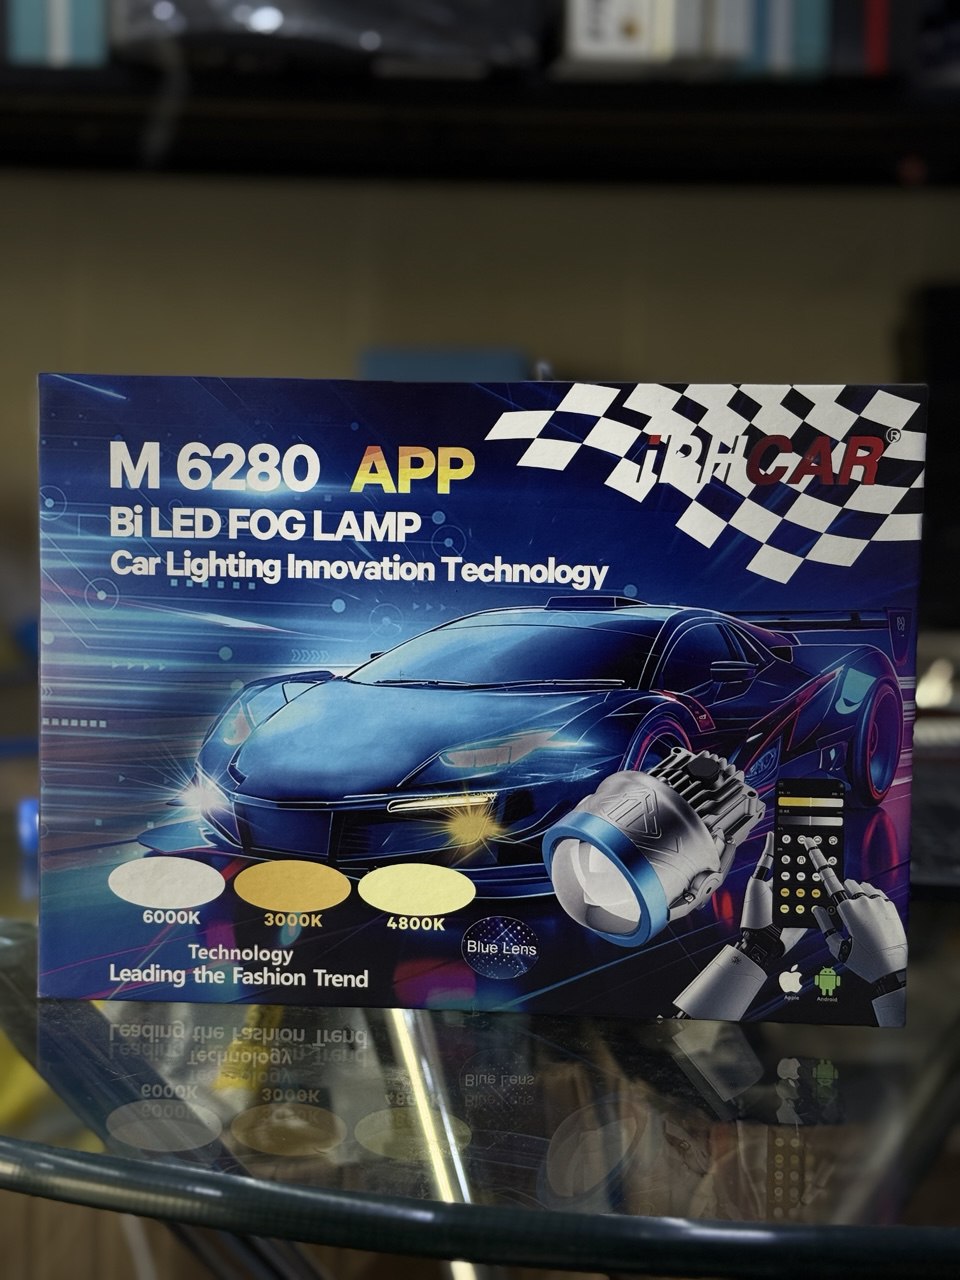 M 6280 APP
iPHCAR®
Bi LED FOG LAMP
Car Lighting Innovation Technology
6000K
3000K
4800K
Blue Lens
Technology
Leading the Fashion Trend
Apple
Android